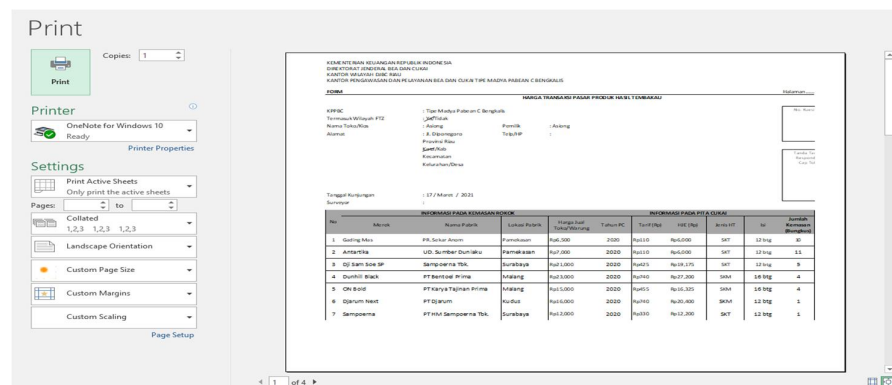 Print
Print
Copies: 1
Printer
OneNote for Windows 10
Ready
Printer Properties
Settings
Print Active Sheets
Only print the active sheets
Pages: to
Collated
1,2,3 1,2,3 1,2,3
Landscape Orientation
Custom Page Size
Custom Margins
Custom Scaling
Page Setup
1 of 4
KEMENTERIAN KEUANGAN REPUBLIK INDONESIA
DIREKTORAT JENDERAL BEA DAN CUKAI
KANTOR WILAYAH DJBC RIAU
KANTOR PENGAWASAN DAN PELAYANAN BEA DAN CUKAI TIPE MADYA PABEAN C BENGKALIS
FORM Halaman
HARGA TRANSAKSI PASAR PRODUK HASIL TEMBAKAU
KPPBC : Tipe Madya Pabean C Bengkalis
Termasuk Wilayah FTZ : Tidak
Nama Toko/Kios : Asiong Pemilik : Asiong
Alamat : Jl. Diponegoro Telp/HP :
Provinsi Riau
/Kab
Kecamatan
Kelurahan/Desa
Tanggal Kunjungan : 17 / Maret / 2021
Surveyor :
INFORMASI PADA KEMASAN ROKOK INFORMASI PADA PITA CUKAI
No Merek Nama Pabrik Lokasi Pabrik Harga Jual Toko/Warung Tahun PC Tarif (Rp) HJE (Rp) Jenis HT Isi Jumlah Kemasan (Bungkus)
1 Gading Mas PR. Sekar Anom Pamekasan Rp6,500 2020 Rp110 Rp6,000 SKT 12 btg 10
2 Antartika UD. Sumber Duniaku Pamekasan Rp7,000 2020 Rp110 Rp6,000 SKT 12 btg 11
3 Dji Sam Soe SP Sampoerna Tbk. Surabaya Rp21,000 2020 Rp425 Rp19,175 SKT 12 btg 5
4 Dunhil Black PT Bentoel Prima Malang Rp23,000 2020 Rp740 Rp27,200 SKM 16 btg 4
5 ON Bold PT Karya Tajinan Prima Malang Rp15,000 2020 Rp455 Rp16,325 SKM 16 btg 4
6 Djarum Next PT Djarum Kudus Rp16,000 2020 Rp740 Rp20,400 SKM 12 btg 1
7 Sampoerna PT HM Sampoerna Tbk. Surabaya Rp12,000 2020 Rp330 Rp12,200 SKT 12 btg 1